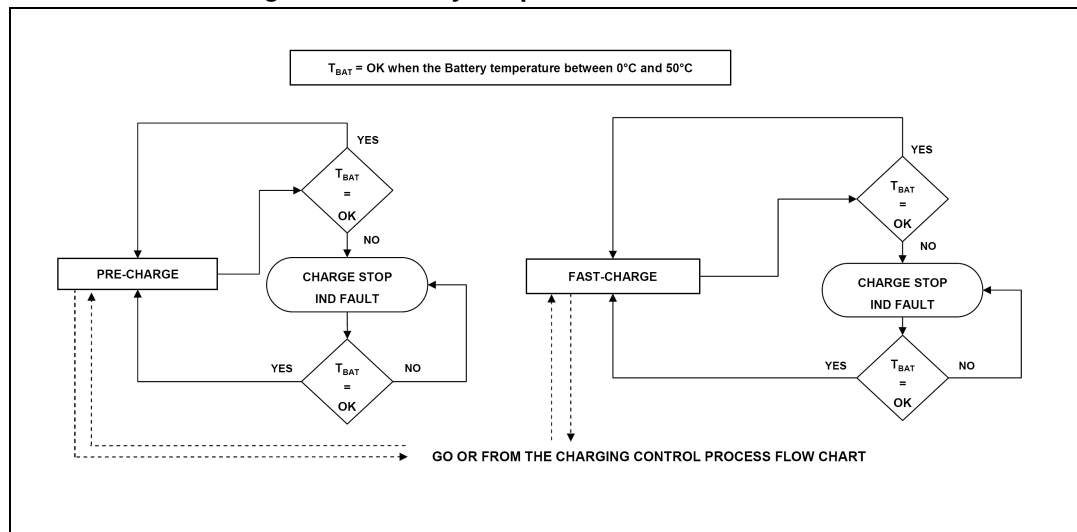 T_BAT = OK when the Battery temperature between 0°C and 50°C
YES
T_BAT
=
OK
NO
PRE-CHARGE
CHARGE STOP
IND FAULT
YES
T_BAT
=
OK
NO
YES
T_BAT
=
OK
NO
FAST-CHARGE
CHARGE STOP
IND FAULT
YES
T_BAT
=
OK
NO
GO OR FROM THE CHARGING CONTROL PROCESS FLOW CHART